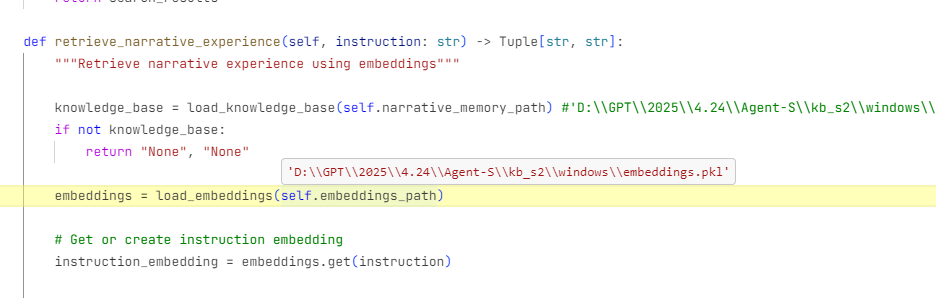 return search_results
def retrieve_narrative_experience(self, instruction: str) -> Tuple[str, str]:
"""Retrieve narrative experience using embeddings"""
knowledge_base = load_knowledge_base(self.narrative_memory_path) #'D:\\GPT\\2025\\4.24\\Agent-S\\kb_s2\\windows\\
if not knowledge_base:
return "None", "None"
'D:\\GPT\\2025\\4.24\\Agent-S\\kb_s2\\windows\\embeddings.pkl'
embeddings = load_embeddings(self.embeddings_path)
# Get or create instruction embedding
instruction_embedding = embeddings.get(instruction)